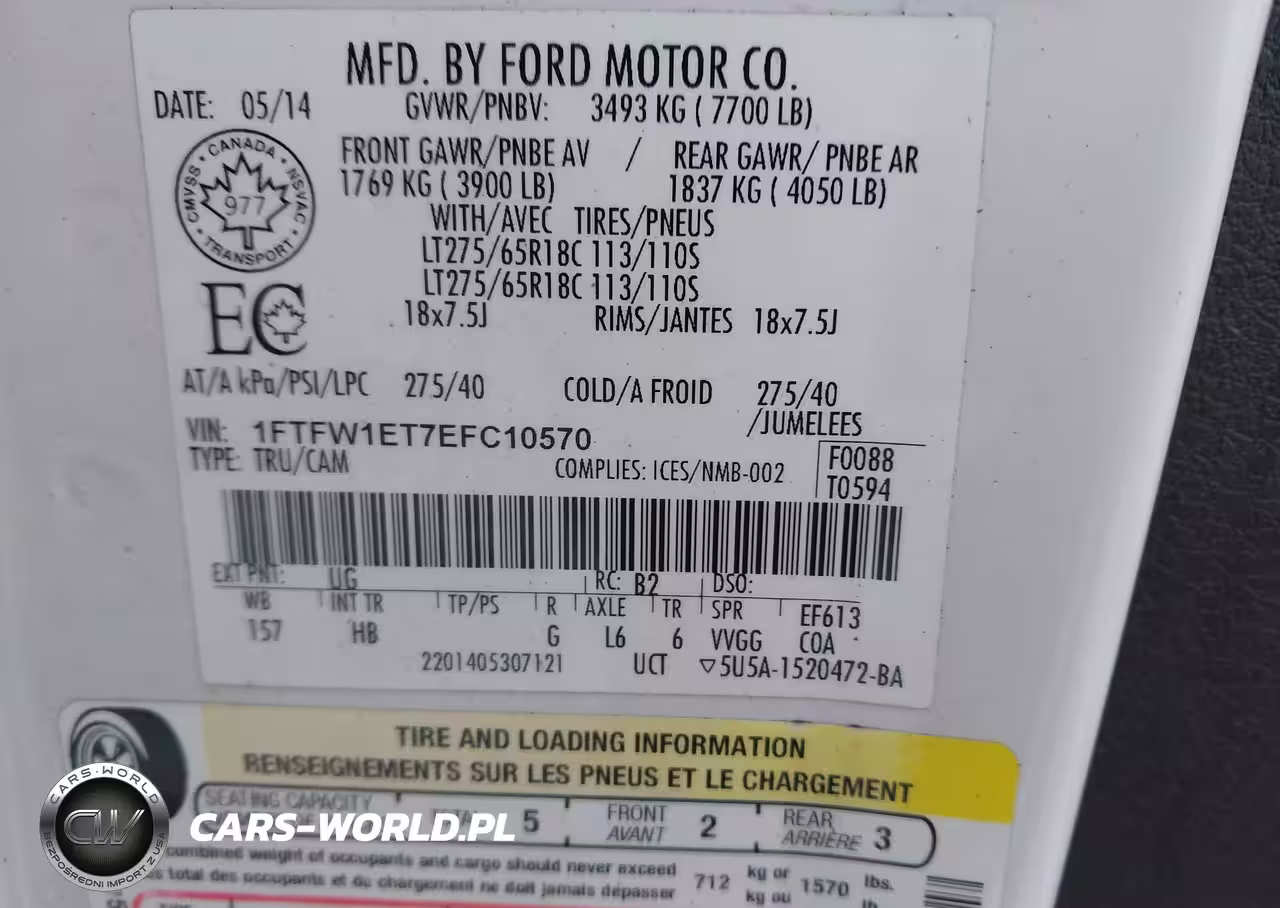 MFD. BY FORD MOTOR CO.
DATE: 05/14 GVWR/PNBV: 3493 KG ( 7700 LB)
FRONT GAWR/PNBE AV / REAR GAWR/ PNBE AR
1769 KG ( 3900 LB) 1837 KG ( 4050 LB)
CANADA
CMVSS NSVAC
977
TRANSPORT
WITH/AVEC TIRES/PNEUS
LT275/65R18C 113/110S
LT275/65R18C 113/110S
EC
18x7.5J RIMS/JANTES 18x7.5J
AT/A kPa/PSI/LPC 275/40 COLD/A FROID 275/40
/JUMELEES
VIN: 1FTFW1ET7EFC10570
TYPE: TRU/CAM COMPLIES: ICES/NMB-002
F0088
T0594
EXT PNT: UG RC: B2 DSO:
WB INT TR TP/PS R AXLE TR SPR EF613
157 HB G L6 6 VVGG COA
2201405307121 UCT ▽5U5A-1520472-BA
TIRE AND LOADING INFORMATION
RENSEIGNEMENTS SUR LES PNEUS ET LE CHARGEMENT
SEATING CAPACITY 5 FRONT AVANT 2 REAR ARRIÈRE 3
combined weight of occupants and cargo should never exceed 712 kg or 1570 lbs.
total des occupants et du chargement ne doit jamais dépasser kg ou
CARS-WORLD
CW
BEZPOŚREDNI IMPORT Z USA
CARS-WORLD.PL